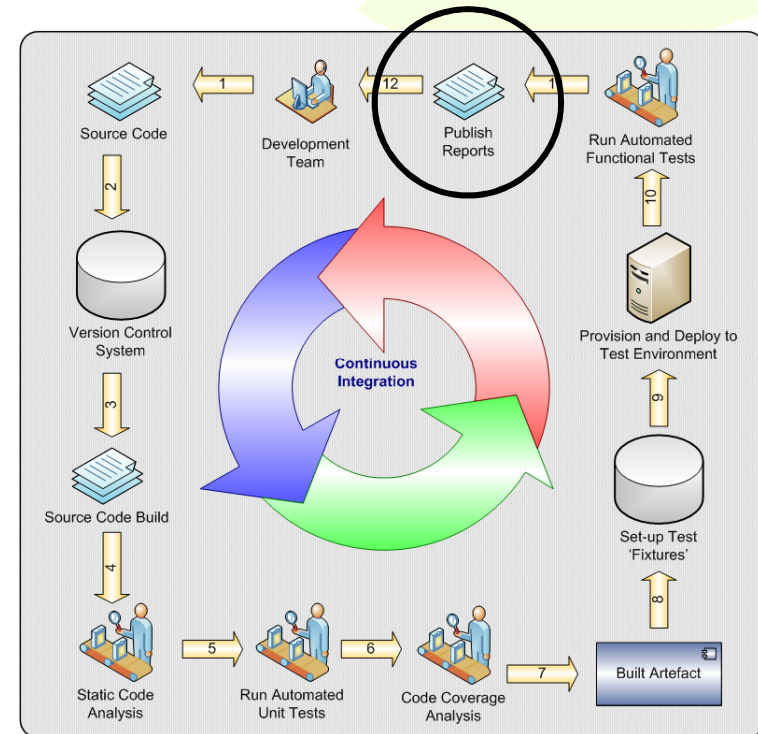 1
12
1
Source Code
Development
Team
Publish
Reports
Run Automated
Functional Tests
2
10
Version Control
System
Continuous
Integration
Provision and Deploy to
Test Environment
3
9
Source Code Build
Set-up Test
'Fixtures'
4
8
5
6
7
Built Artefact
Static Code
Analysis
Run Automated
Unit Tests
Code Coverage
Analysis